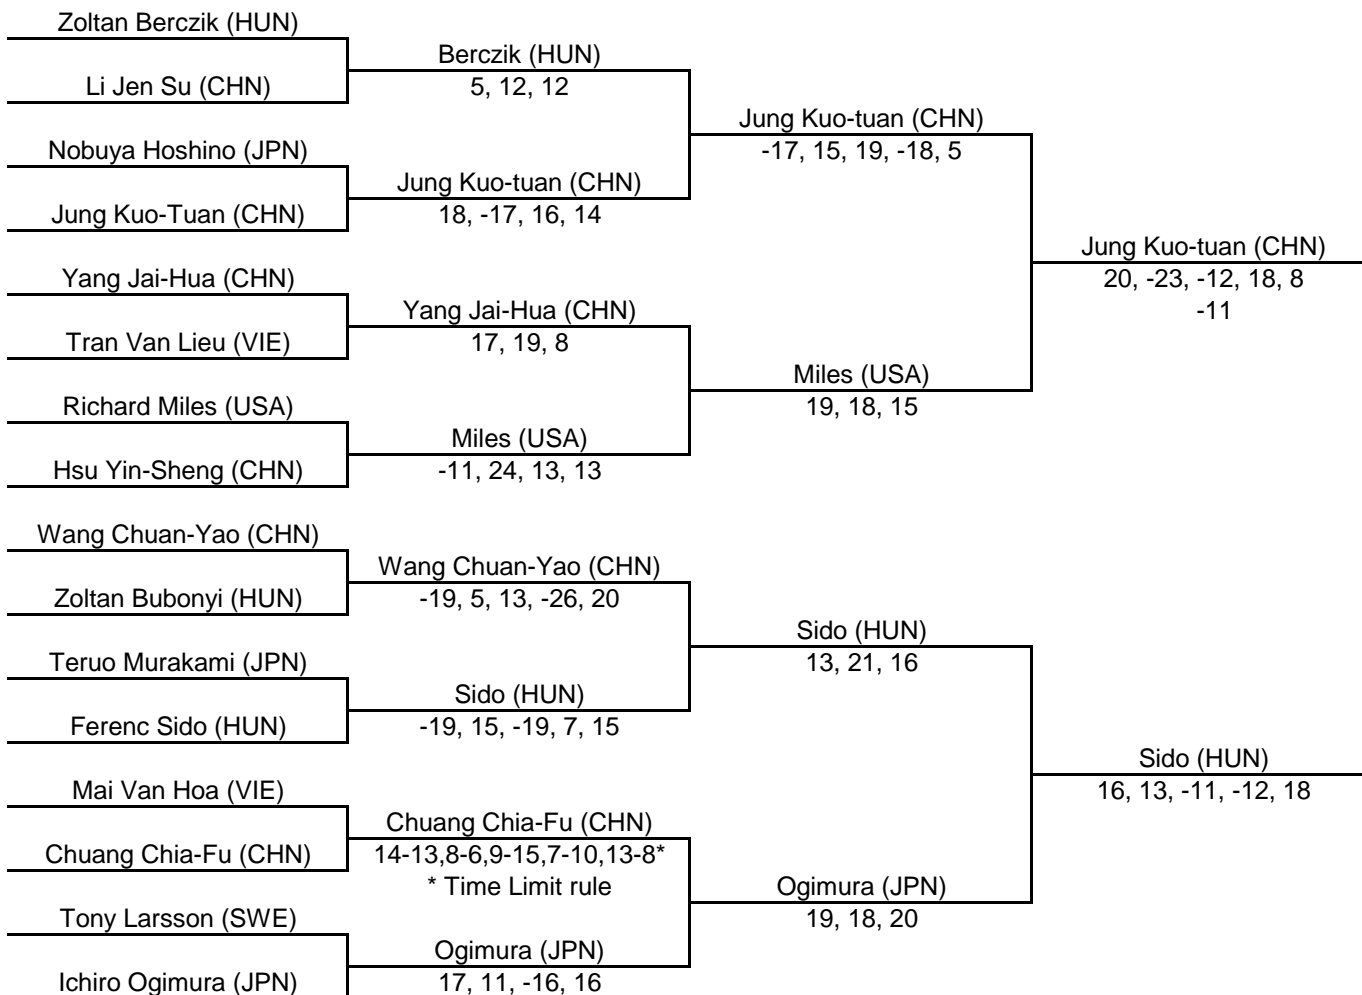 Zoltan Berczik (HUN)
Berczik (HUN)
Li Jen Su (CHN)
5, 12, 12
Jung Kuo-tuan (CHN)
Nobuya Hoshino (JPN)
-17, 15, 19, -18, 5
Jung Kuo-tuan (CHN)
Jung Kuo-Tuan (CHN)
18, -17, 16, 14
Jung Kuo-tuan (CHN)
Yang Jai-Hua (CHN)
20, -23, -12, 18, 8
Yang Jai-Hua (CHN)
-11
Tran Van Lieu (VIE)
17, 19, 8
Miles (USA)
Richard Miles (USA)
19, 18, 15
Miles (USA)
Hsu Yin-Sheng (CHN)
-11, 24, 13, 13
Wang Chuan-Yao (CHN)
Wang Chuan-Yao (CHN)
Zoltan Bubonyi (HUN)
-19, 5, 13, -26, 20
Sido (HUN)
Teruo Murakami (JPN)
13, 21, 16
Sido (HUN)
Ferenc Sido (HUN)
-19, 15, -19, 7, 15
Sido (HUN)
Mai Van Hoa (VIE)
16, 13, -11, -12, 18
Chuang Chia-Fu (CHN)
Chuang Chia-Fu (CHN)
14-13,8-6,9-15,7-10,13-8*
* Time Limit rule
Ogimura (JPN)
Tony Larsson (SWE)
19, 18, 20
Ogimura (JPN)
Ichiro Ogimura (JPN)
17, 11, -16, 16